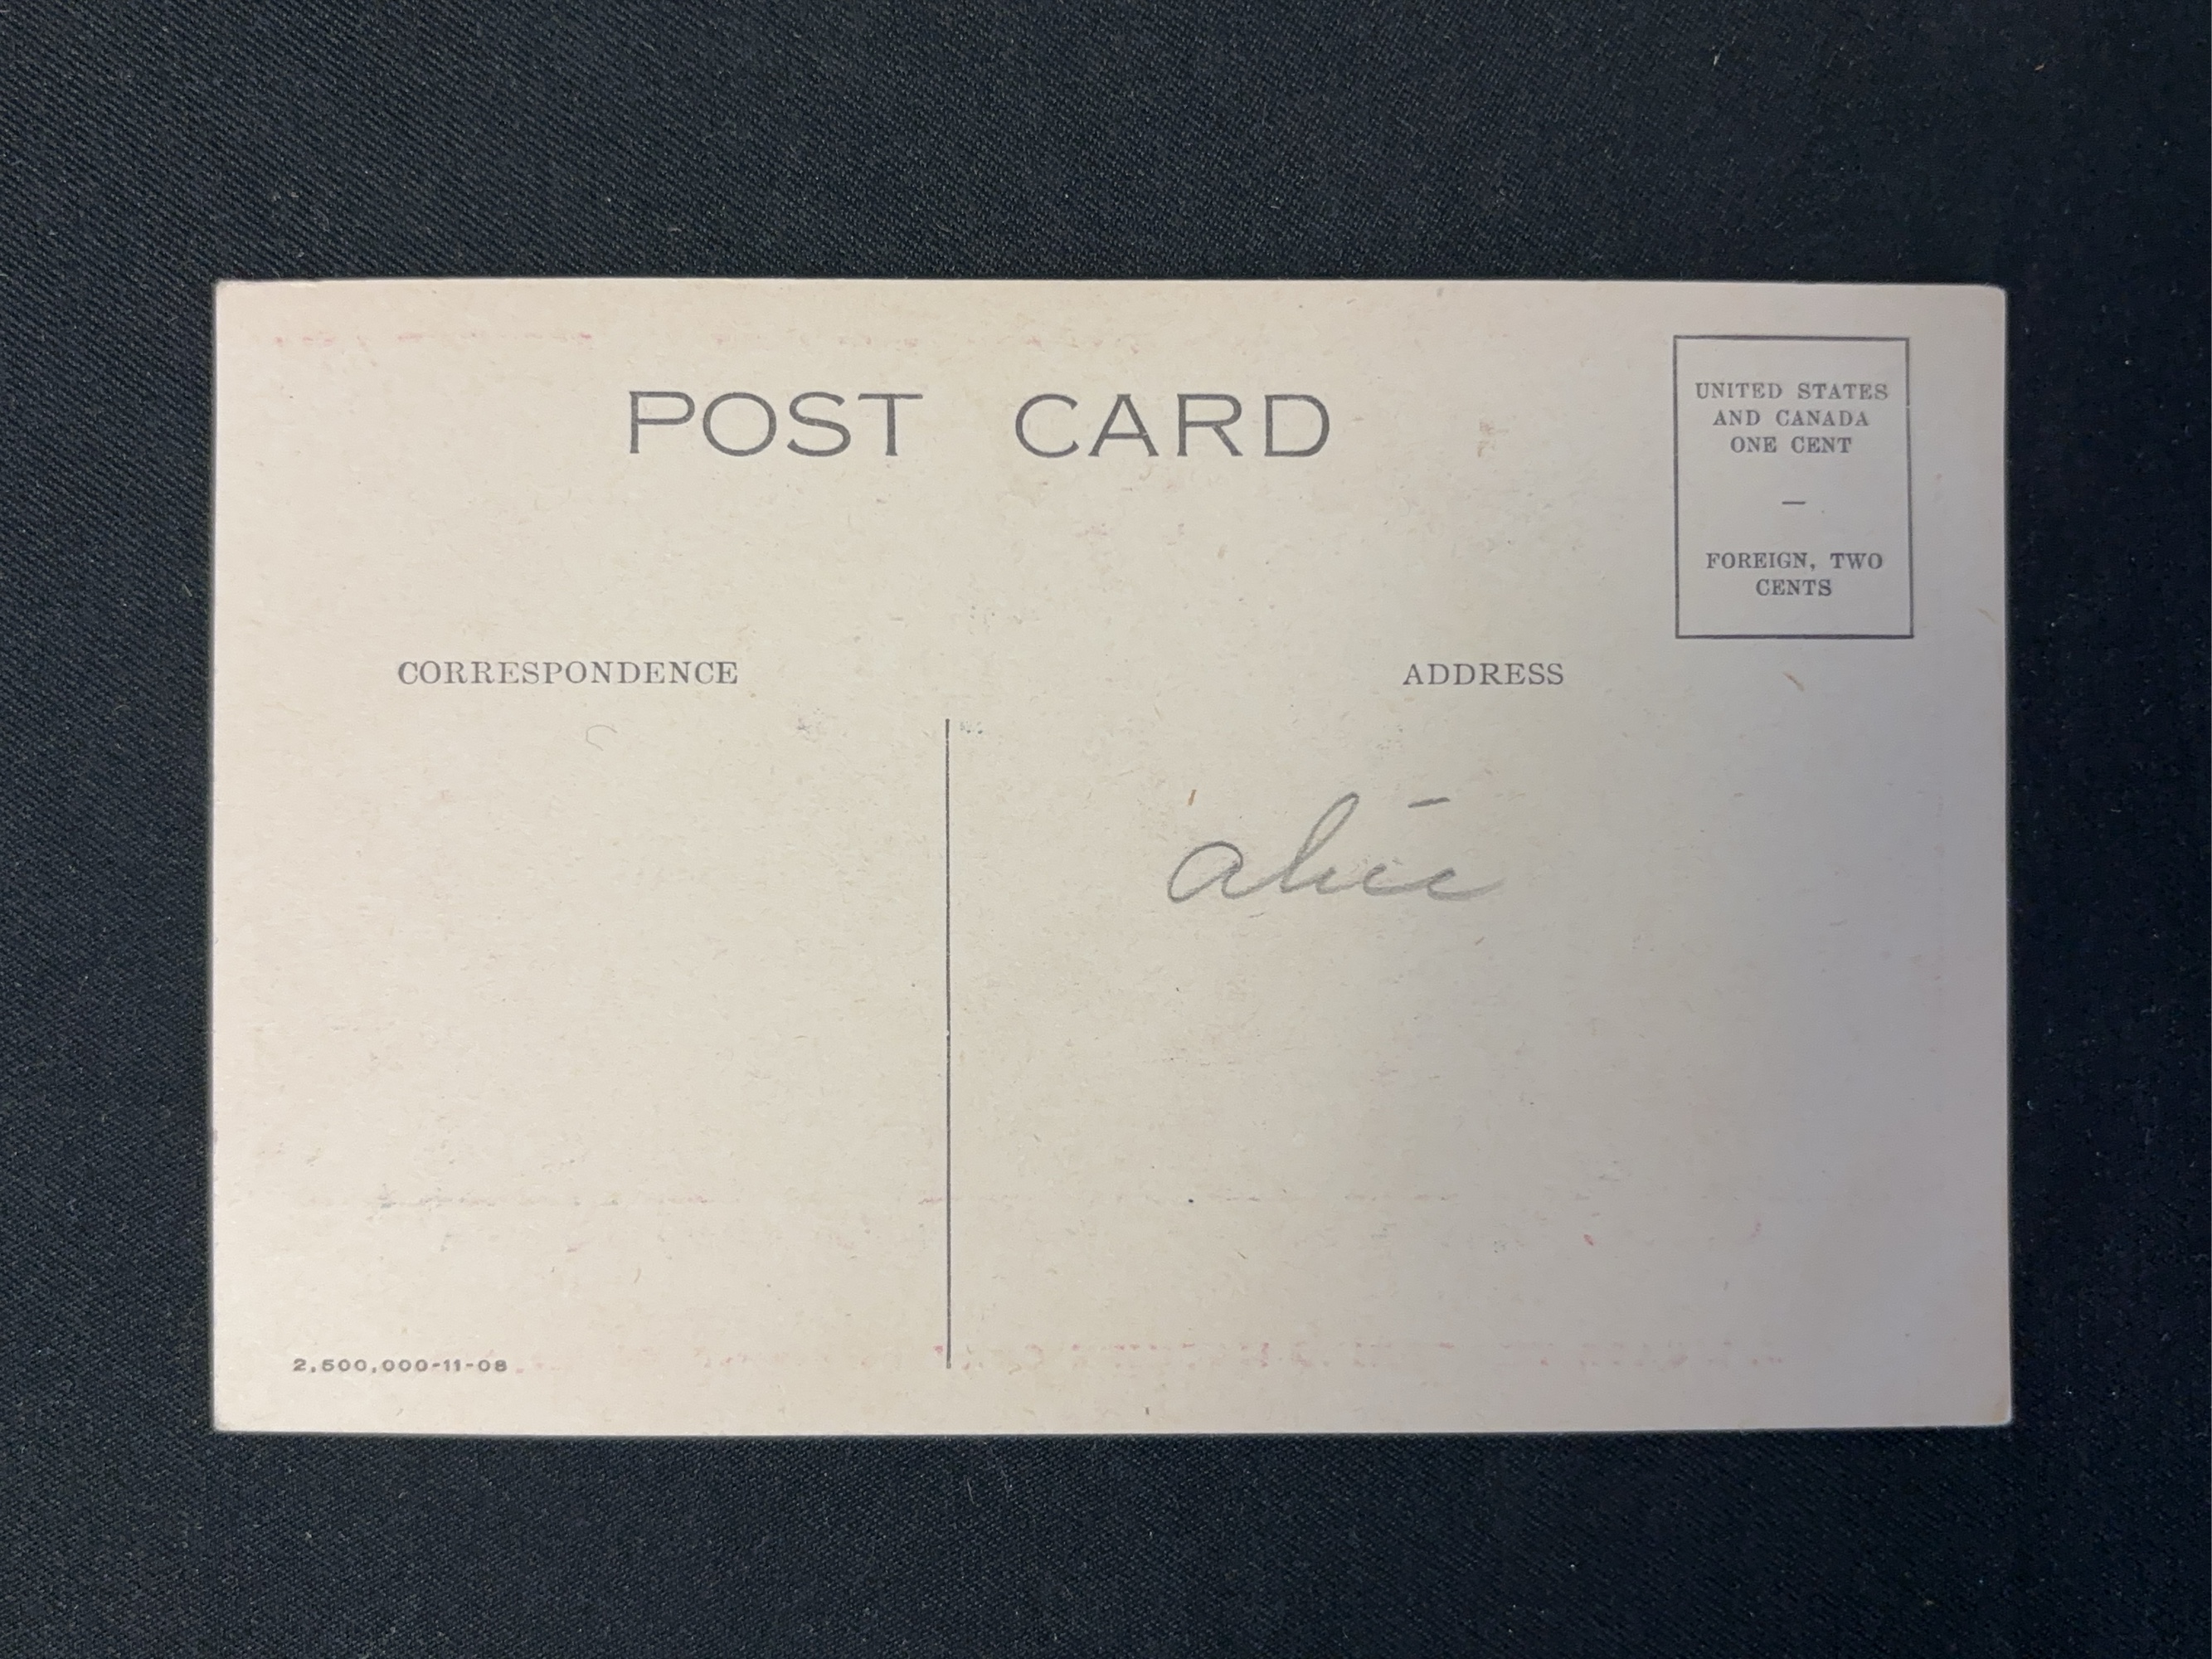 POST CARD
UNITED STATES
AND CANADA
ONE CENT
—
FOREIGN, TWO
CENTS
CORRESPONDENCE
ADDRESS
alice
2,500,000-11-08